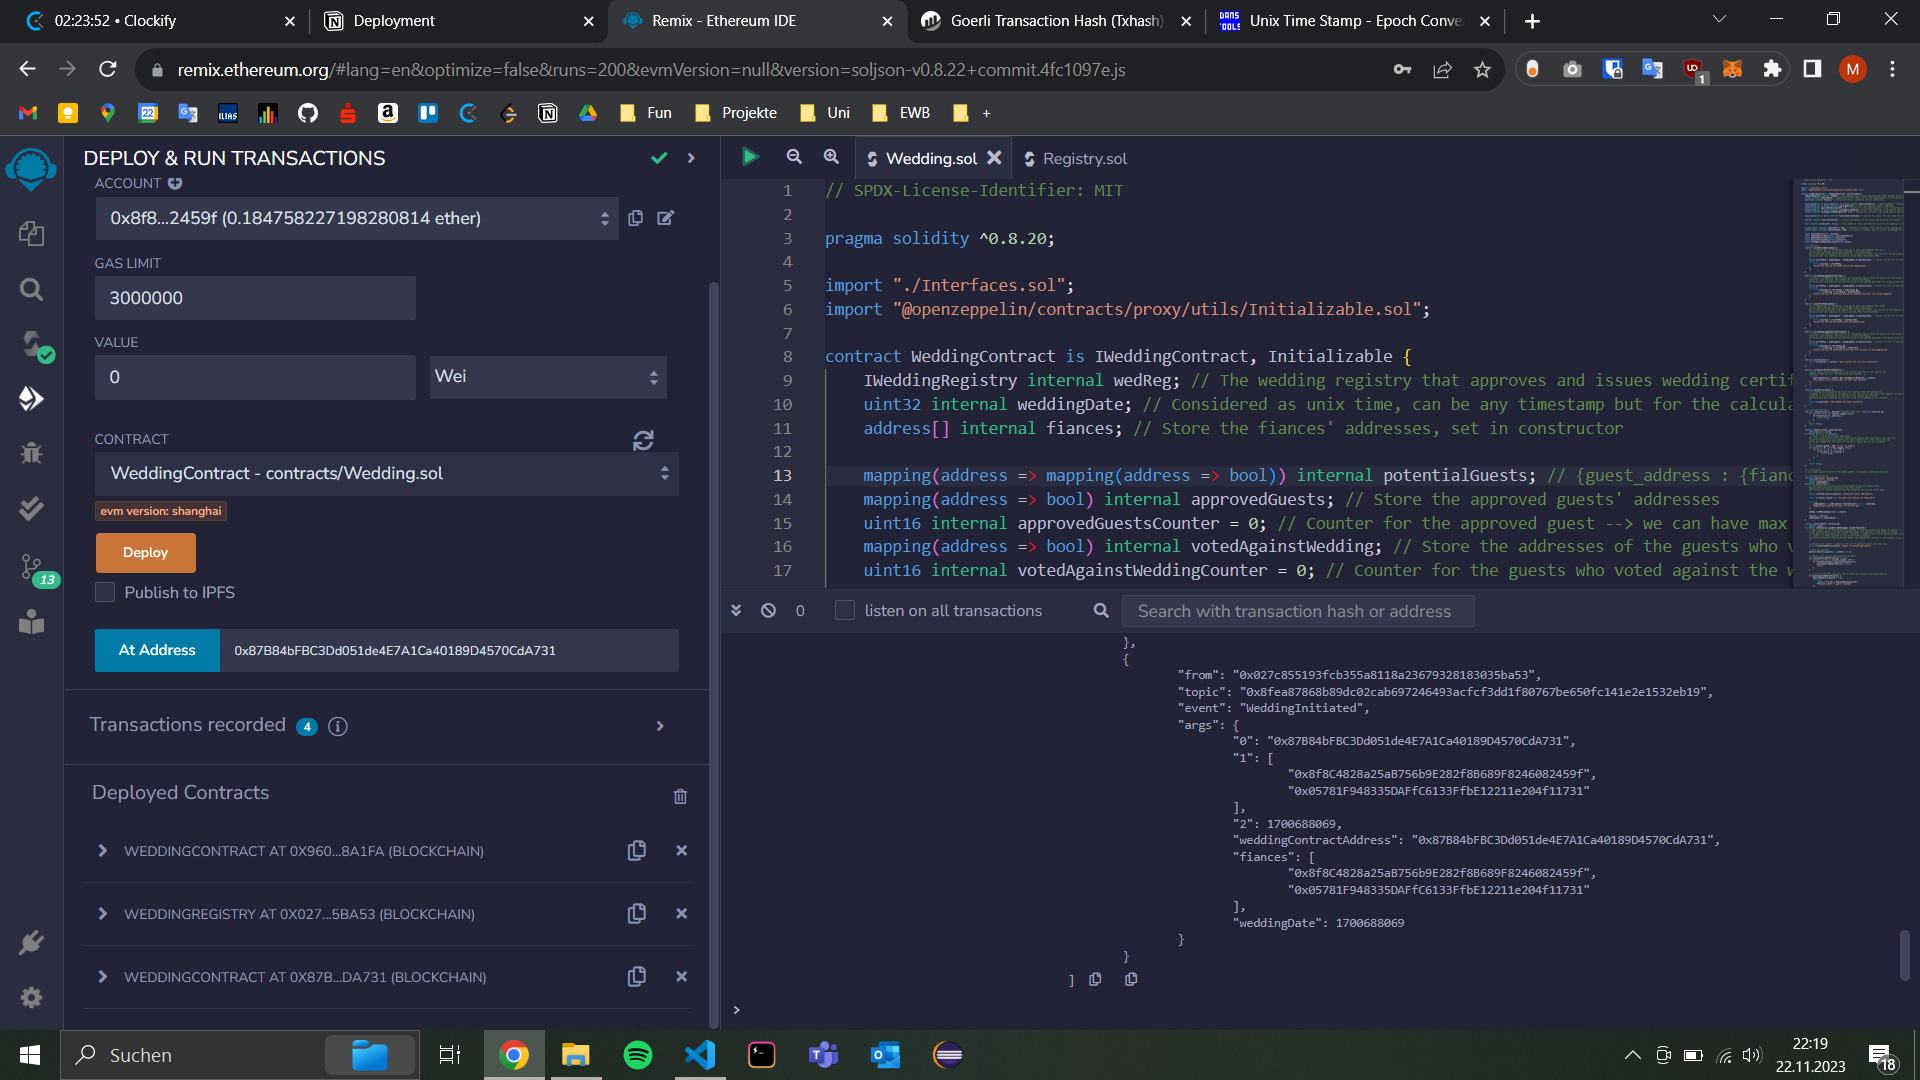 02:23:52 • Clockify
Deployment
Remix - Ethereum IDE
Goerli Transaction Hash (Txhash)
Unix Time Stamp - Epoch Conve
remix.ethereum.org/#lang=en&optimize=false&runs=200&evmVersion=null&version=soljson-v0.8.22+commit.4fc1097e.js
1
M
22
ILIAS
Fun
Projekte
Uni
EWB
+
DEPLOY & RUN TRANSACTIONS
ACCOUNT
0x8f8...2459f (0.184758227198280814 ether)
GAS LIMIT
3000000
VALUE
0
Wei
CONTRACT
WeddingContract - contracts/Wedding.sol
evm version: shanghai
Deploy
13
Publish to IPFS
At Address
0x87B84bFBC3Dd051de4E7A1Ca40189D4570CdA731
Transactions recorded 4
Deployed Contracts
WEDDINGCONTRACT AT 0X960...8A1FA (BLOCKCHAIN)
WEDDINGREGISTRY AT 0X027...5BA53 (BLOCKCHAIN)
WEDDINGCONTRACT AT 0X87B...DA731 (BLOCKCHAIN)
Wedding.sol
Registry.sol
1 // SPDX-License-Identifier: MIT
2
3 pragma solidity ^0.8.20;
4
5 import "./Interfaces.sol";
6 import "@openzeppelin/contracts/proxy/utils/Initializable.sol";
7
8 contract WeddingContract is IWeddingContract, Initializable {
9 IWeddingRegistry internal wedReg; // The wedding registry that approves and issues wedding certif
10 uint32 internal weddingDate; // Considered as unix time, can be any timestamp but for the calcula
11 address[] internal fiances; // Store the fiances' addresses, set in constructor
12
13 mapping(address => mapping(address => bool)) internal potentialGuests; // {guest_address : {fianc
14 mapping(address => bool) internal approvedGuests; // Store the approved guests' addresses
15 uint16 internal approvedGuestsCounter = 0; // Counter for the approved guest --> we can have max
16 mapping(address => bool) internal votedAgainstWedding; // Store the addresses of the guests who v
17 uint16 internal votedAgainstWeddingCounter = 0; // Counter for the guests who voted against the w
0
listen on all transactions
Search with transaction hash or address
},
{
"from": "0x027c855193fcb355a8118a23679328183035ba53",
"topic": "0x8fea87868b89dc02cab697246493acfcf3dd1f80767be650fc141e2e1532eb19",
"event": "WeddingInitiated",
"args": {
"0": "0x87B84bFBC3Dd051de4E7A1Ca40189D4570CdA731",
"1": [
"0x8f8C4828a25aB756b9E282f8B689F8246082459f",
"0x05781F948335DAFfC6133FfbE12211e204f11731"
],
"2": 1700688069,
"weddingContractAddress": "0x87B84bFBC3Dd051de4E7A1Ca40189D4570CdA731",
"fiances": [
"0x8f8C4828a25aB756b9E282f8B689F8246082459f",
"0x05781F948335DAFfC6133FfbE12211e204f11731"
],
"weddingDate": 1700688069
}
}
]
>
Suchen
22:19
22.11.2023
18